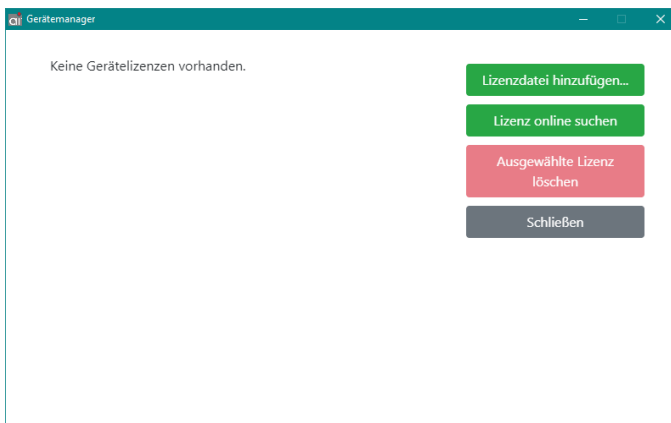 Gerätemanager
Keine Gerätelizenzen vorhanden.
Lizenzdatei hinzufügen...
Lizenz online suchen
Ausgewählte Lizenz
löschen
Schließen